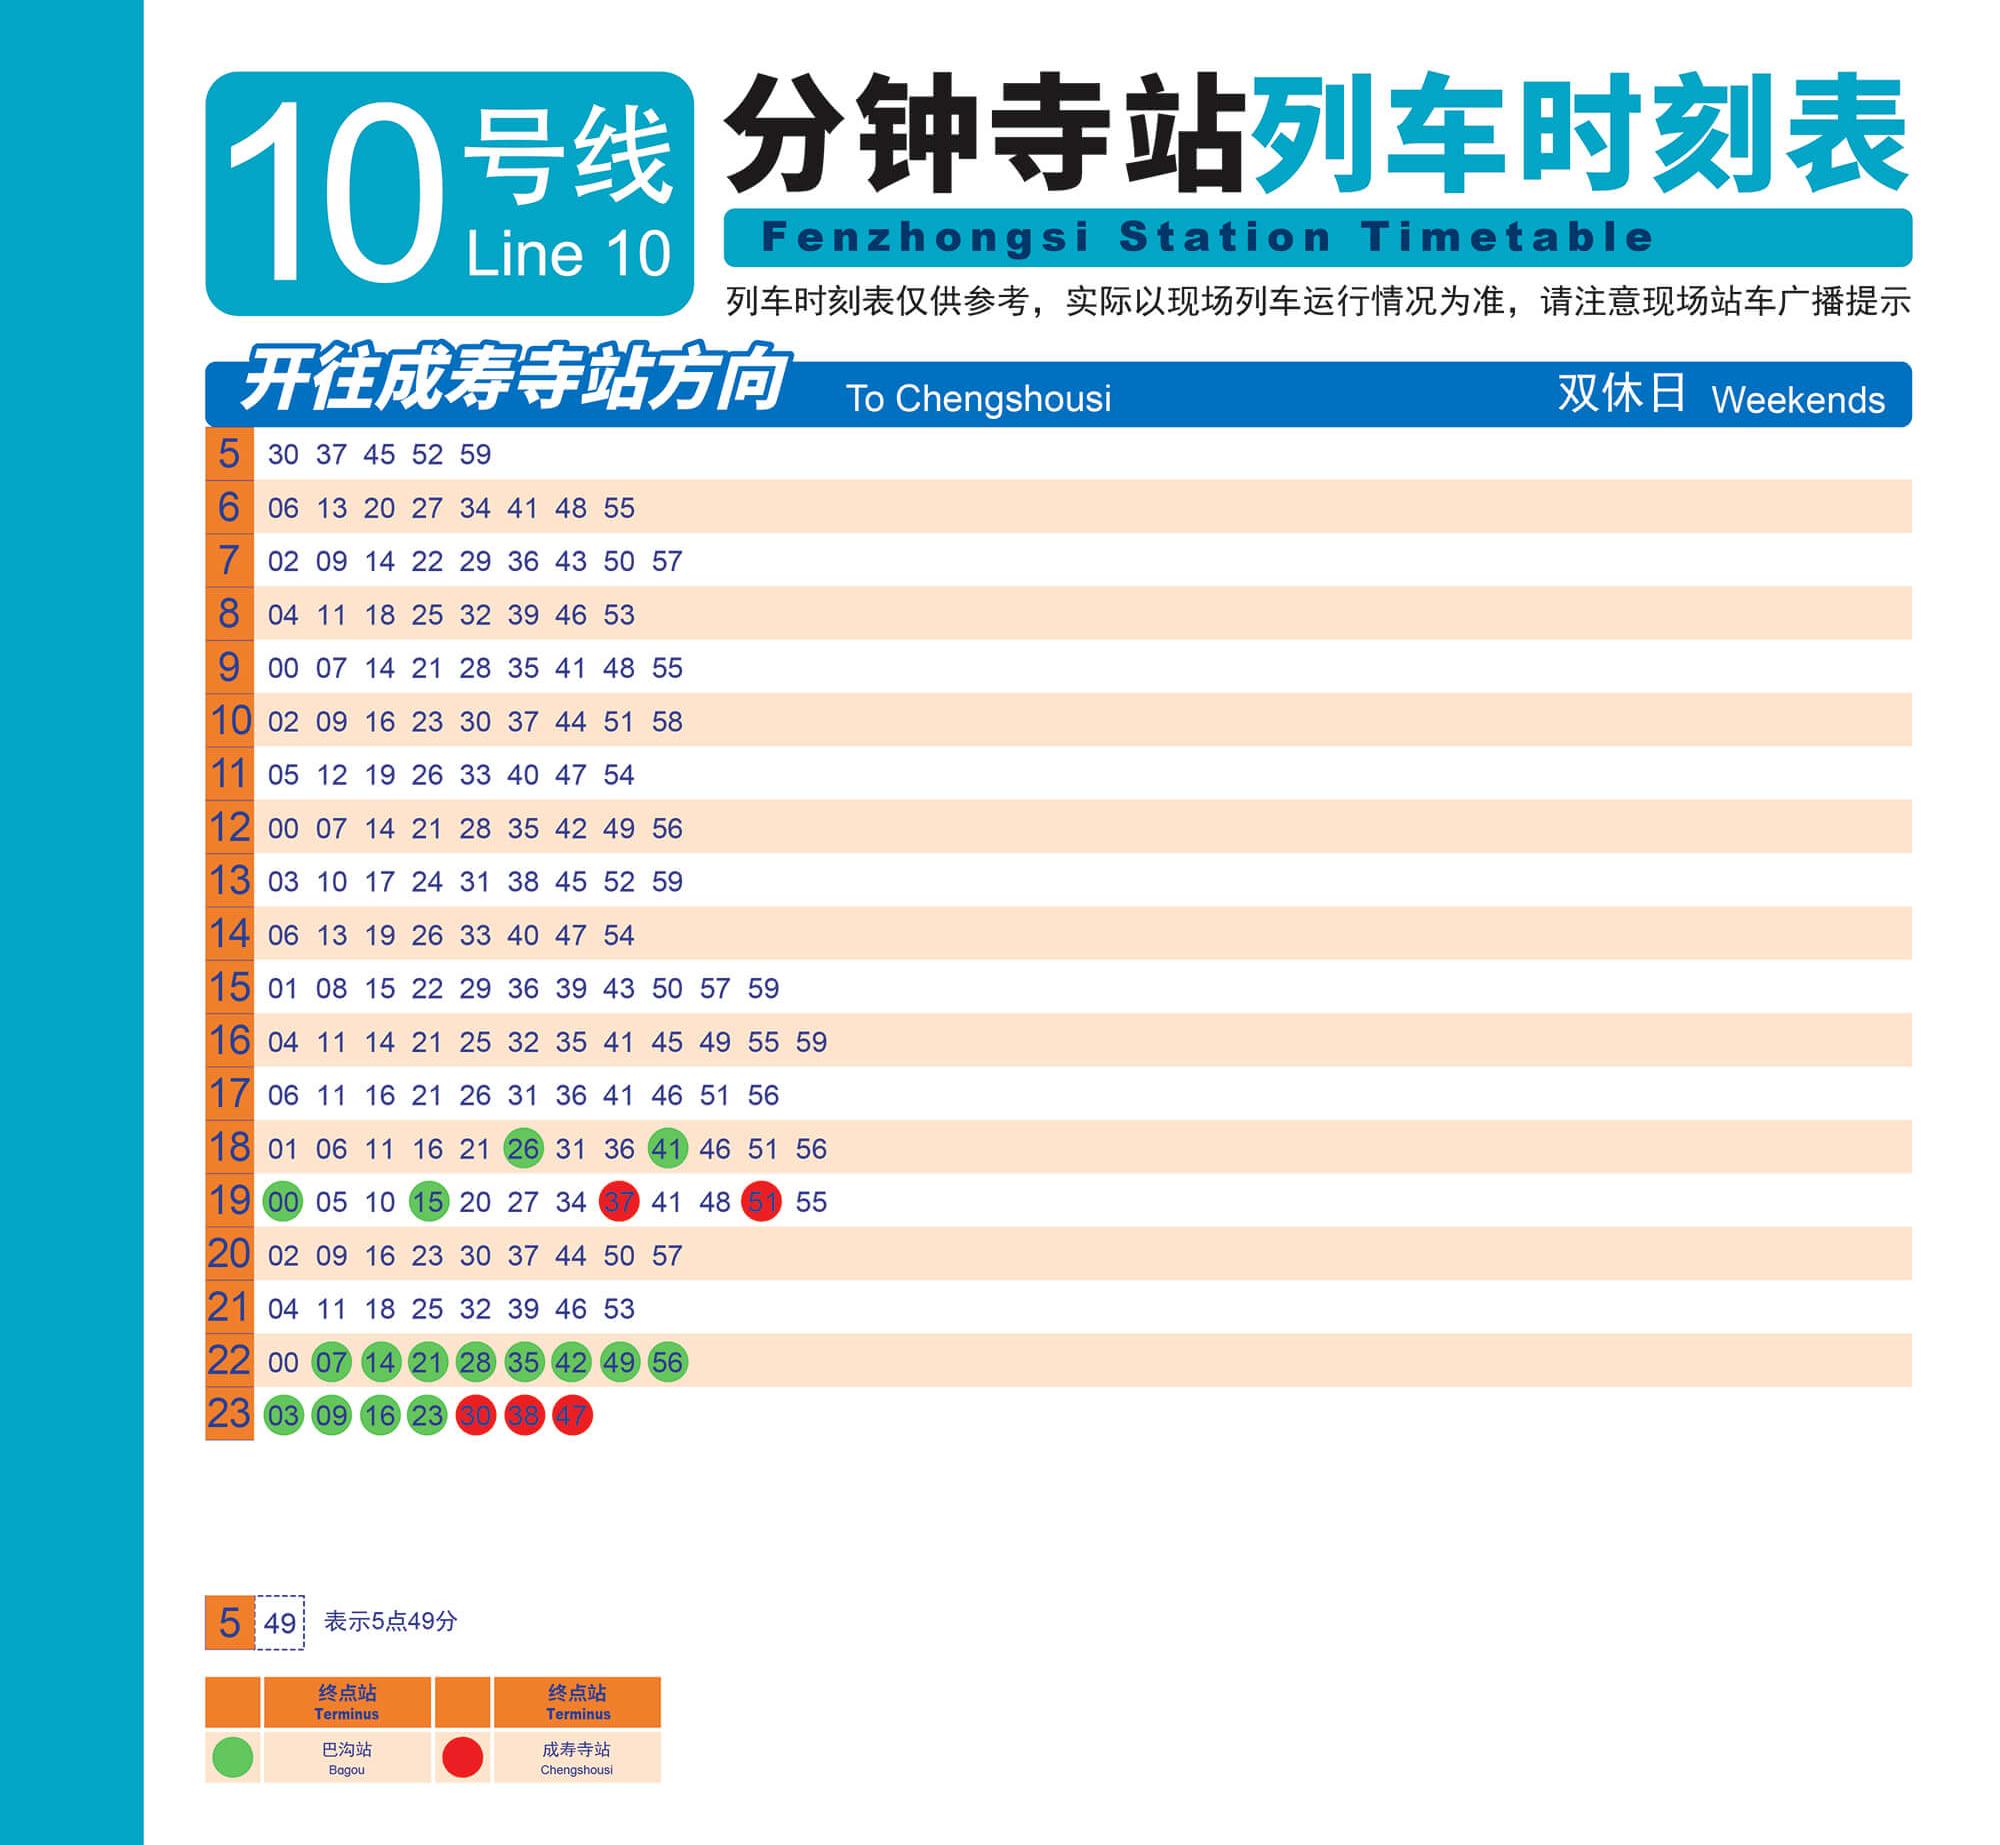 10号线
Line 10
分钟寺站列车时刻表
Fenzhongsi Station Timetable
列车时刻表仅供参考，实际以现场列车运行情况为准，请注意现场站车广播提示
开往成寿寺站方向 To Chengshousi 双休日 Weekends
5 30 37 45 52 59
6 06 13 20 27 34 41 48 55
7 02 09 14 22 29 36 43 50 57
8 04 11 18 25 32 39 46 53
9 00 07 14 21 28 35 41 48 55
10 02 09 16 23 30 37 44 51 58
11 05 12 19 26 33 40 47 54
12 00 07 14 21 28 35 42 49 56
13 03 10 17 24 31 38 45 52 59
14 06 13 19 26 33 40 47 54
15 01 08 15 22 29 36 39 43 50 57 59
16 04 11 14 21 25 32 35 41 45 49 55 59
17 06 11 16 21 26 31 36 41 46 51 56
18 01 06 11 16 21 26 31 36 41 46 51 56
19 00 05 10 15 20 27 34 37 41 48 51 55
20 02 09 16 23 30 37 44 50 57
21 04 11 18 25 32 39 46 53
22 00 07 14 21 28 35 42 49 56
23 03 09 16 23 30 38 47
5 49 表示5点49分
终点站 终点站
Terminus Terminus
巴沟站 成寿寺站
Bagou Chengshousi